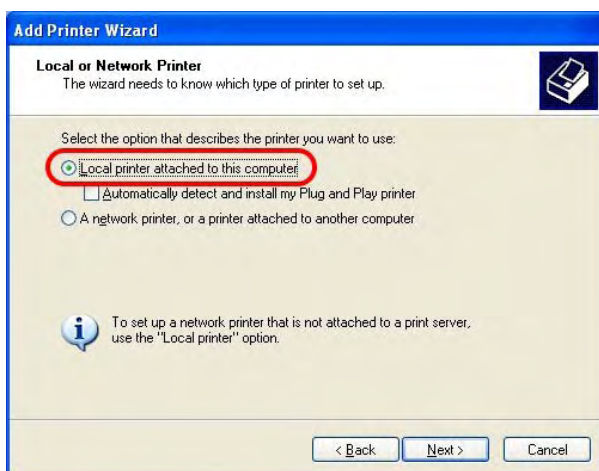 Add Printer Wizard
Local or Network Printer
The wizard needs to know which type of printer to set up.
Select the option that describes the printer you want to use:
Local printer attached to this computer
Automatically detect and install my Plug and Play printer
A network printer, or a printer attached to another computer
To set up a network printer that is not attached to a print server,
use the "Local printer" option.
< Back Next > Cancel